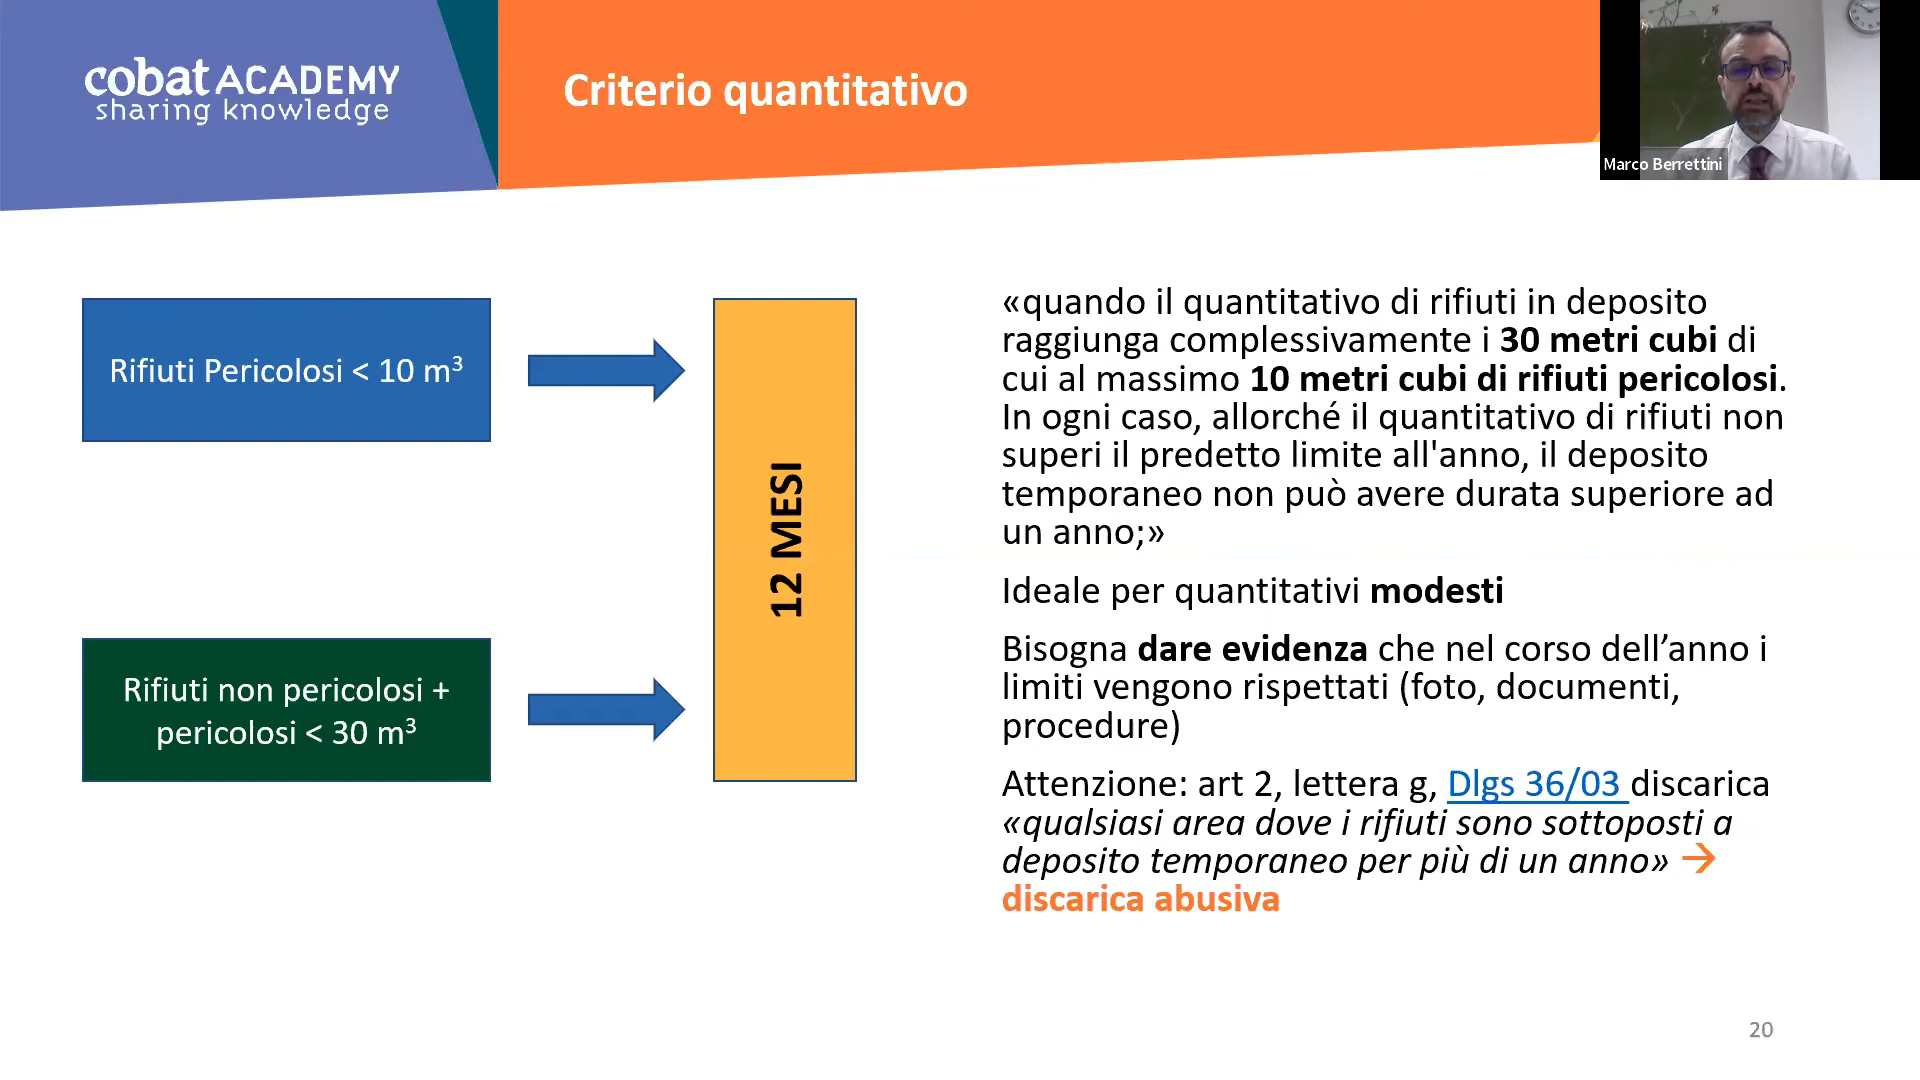 cobat ACADEMY
sharing knowledge
Criterio quantitativo
Marco Berrettini
Rifiuti Pericolosi < 10 m³
Rifiuti non pericolosi +
pericolosi < 30 m³
12 MESI
«quando il quantitativo di rifiuti in deposito
raggiunga complessivamente i 30 metri cubi di
cui al massimo 10 metri cubi di rifiuti pericolosi.
In ogni caso, allorché il quantitativo di rifiuti non
superi il predetto limite all'anno, il deposito
temporaneo non può avere durata superiore ad
un anno;»
Ideale per quantitativi modesti
Bisogna dare evidenza che nel corso dell’anno i
limiti vengono rispettati (foto, documenti,
procedure)
Attenzione: art 2, lettera g, Dlgs 36/03 discarica
«qualsiasi area dove i rifiuti sono sottoposti a
deposito temporaneo per più di un anno» →
discarica abusiva
20